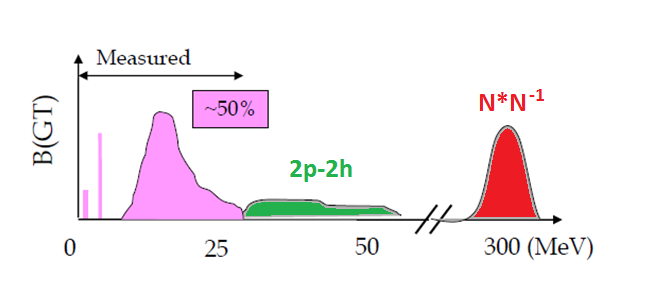 Measured
~50%
N*N-1
2p-2h
B(GT)
0 25 50 300 (MeV)